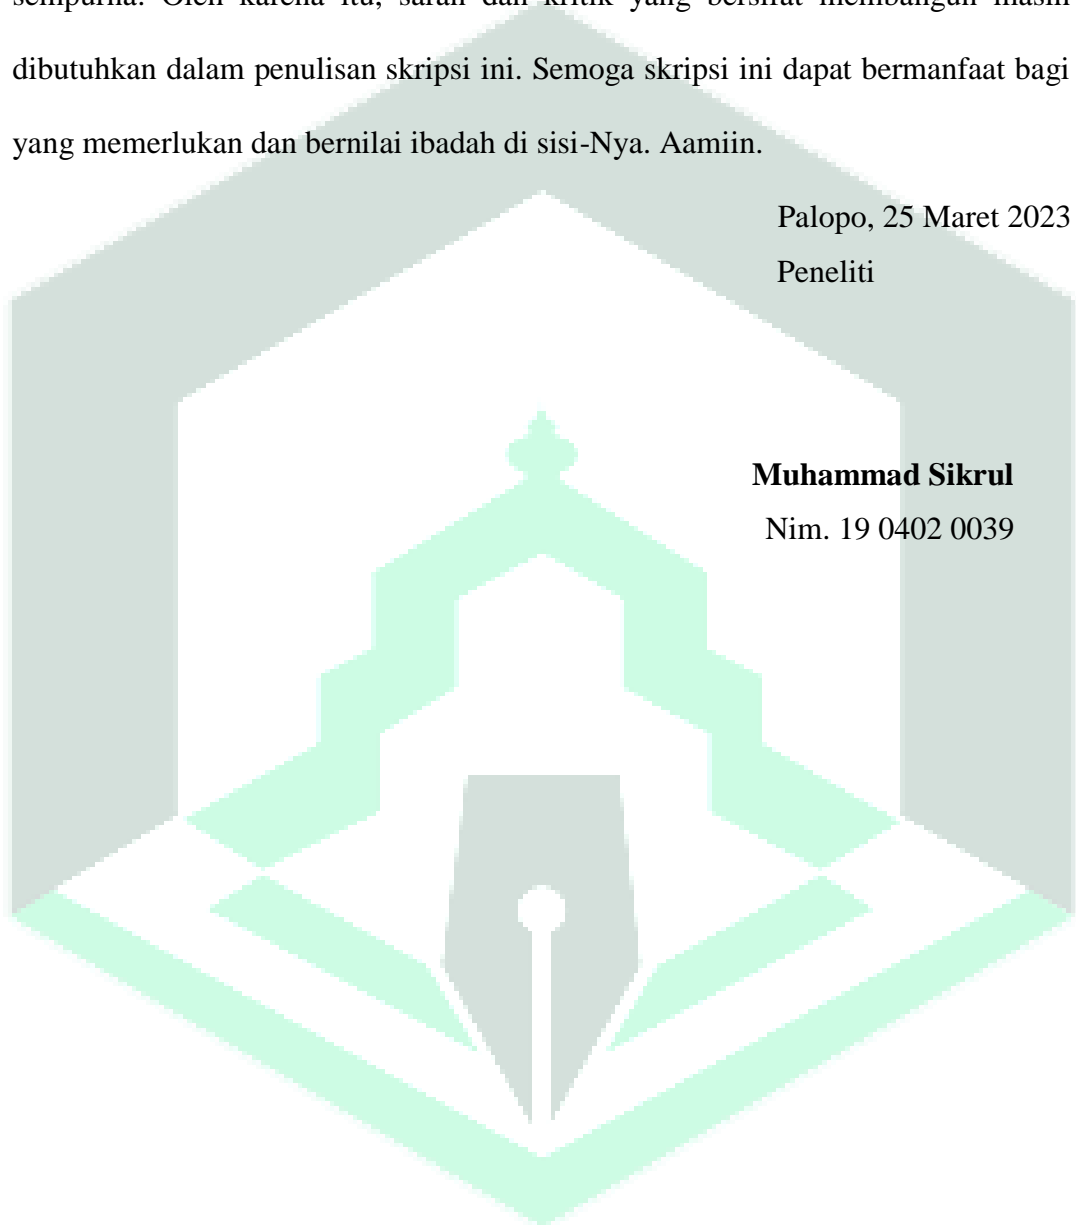 sempurna. Oleh karena itu, saran dan kritik yang bersifat membangun masih
dibutuhkan dalam penulisan skripsi ini. Semoga skripsi ini dapat bermanfaat bagi
yang memerlukan dan bernilai ibadah di sisi-Nya. Aamiin.
Palopo, 25 Maret 2023
Peneliti
Muhammad Sikrul
Nim. 19 0402 0039